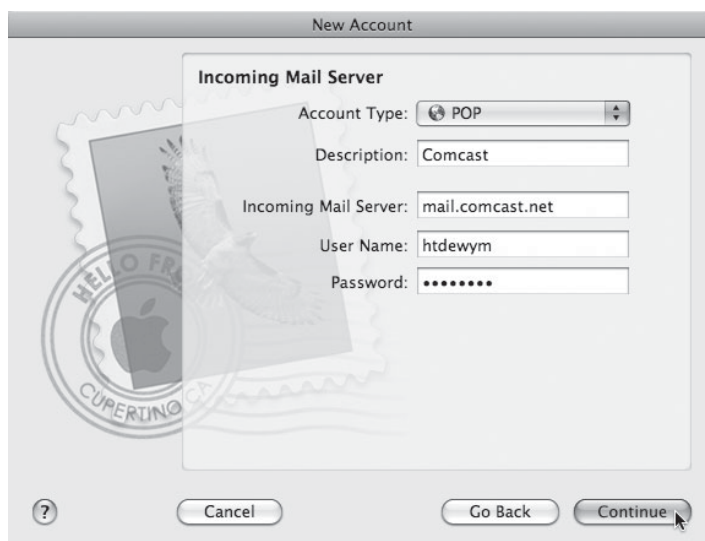 New Account
Incoming Mail Server
Account Type: POP
Description: Comcast
Incoming Mail Server: mail.comcast.net
User Name: htdewym
Password: ••••••••
HELLO FRO
CUPERTINO CA
? Cancel Go Back Continue